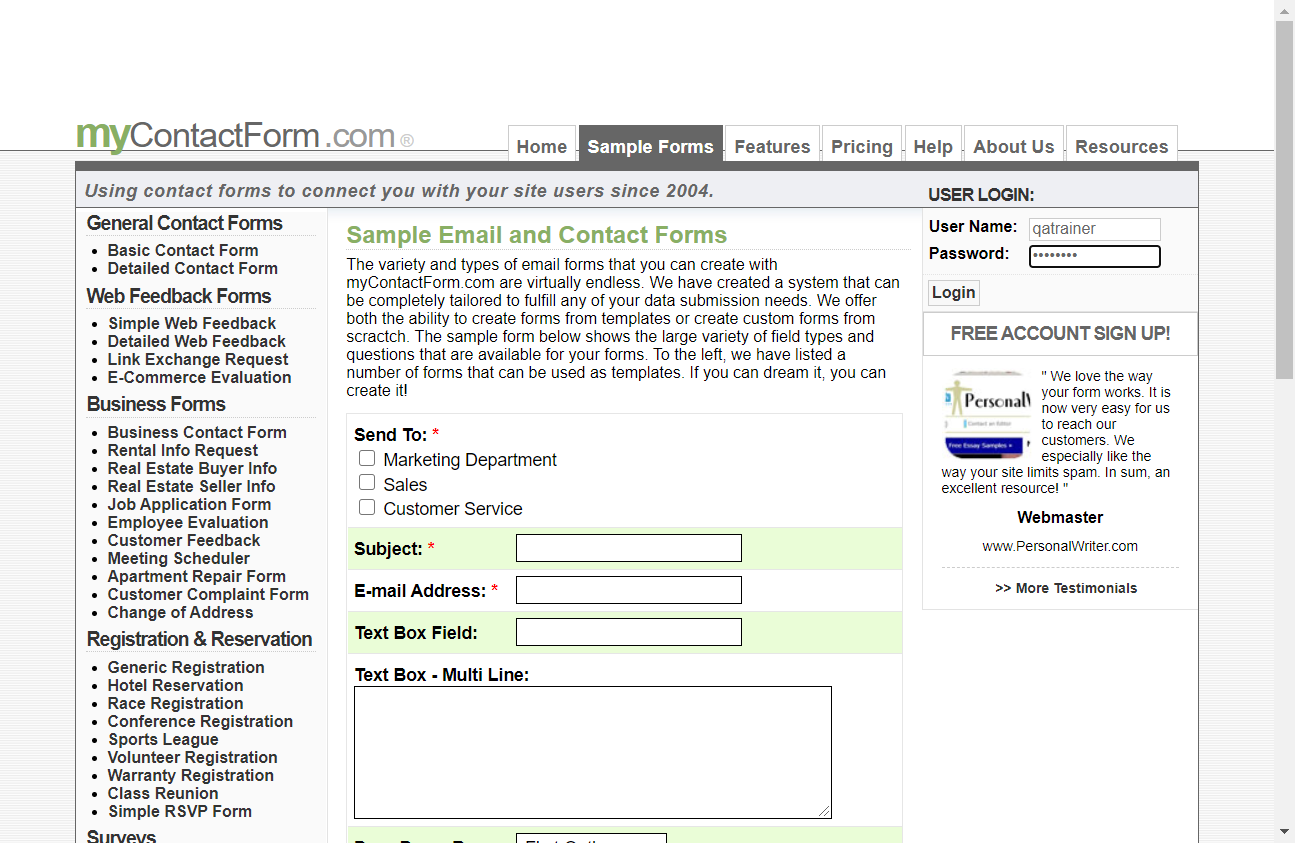 myContactForm.com ®
Home Sample Forms Features Pricing Help About Us Resources
Using contact forms to connect you with your site users since 2004.
General Contact Forms
Basic Contact Form
Detailed Contact Form
Web Feedback Forms
Simple Web Feedback
Detailed Web Feedback
Link Exchange Request
E-Commerce Evaluation
Business Forms
Business Contact Form
Rental Info Request
Real Estate Buyer Info
Real Estate Seller Info
Job Application Form
Employee Evaluation
Customer Feedback
Meeting Scheduler
Apartment Repair Form
Customer Complaint Form
Change of Address
Registration & Reservation
Generic Registration
Hotel Reservation
Race Registration
Conference Registration
Sports League
Volunteer Registration
Warranty Registration
Class Reunion
Simple RSVP Form
Surveys
Sample Email and Contact Forms
The variety and types of email forms that you can create with
myContactForm.com are virtually endless. We have created a system that can
be completely tailored to fulfill any of your data submission needs. We offer
both the ability to create forms from templates or create custom forms from
scractch. The sample form below shows the large variety of field types and
questions that are available for your forms. To the left, we have listed a
number of forms that can be used as templates. If you can dream it, you can
create it!
Send To: *
Marketing Department
Sales
Customer Service
Subject: *
E-mail Address: *
Text Box Field:
Text Box - Multi Line:
USER LOGIN:
User Name: qatrainer
Password: ********
Login
FREE ACCOUNT SIGN UP!
PersonalW
Contact an Editor
Free Essay Samples »
" We love the way
your form works. It is
now very easy for us
to reach our
customers. We
especially like the
way your site limits spam. In sum, an
excellent resource! "
Webmaster
www.PersonalWriter.com
>> More Testimonials